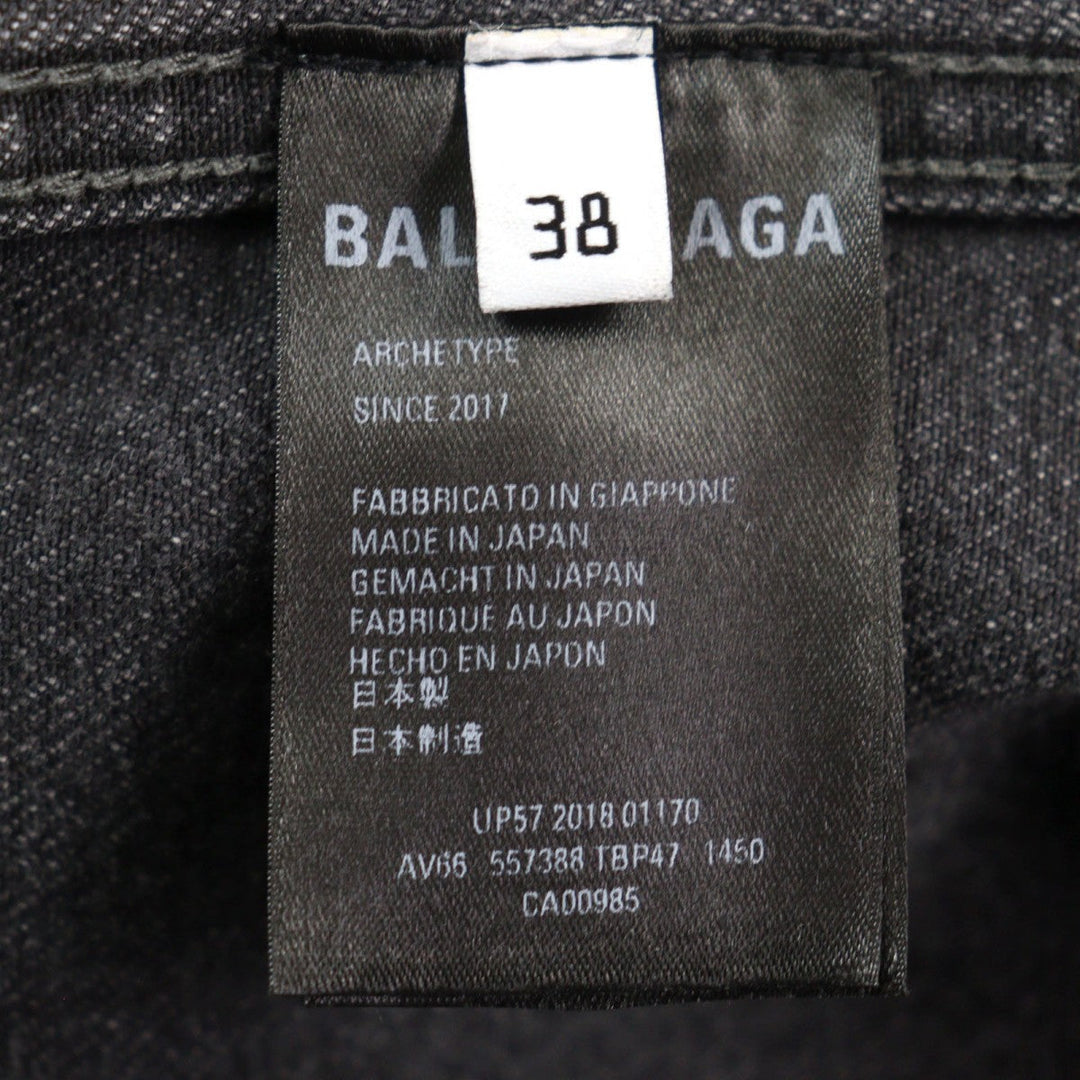 38
BAL AGA
ARCHETYPE
SINCE 2017
FABBRICATO IN GIAPPONE
MADE IN JAPAN
GEMACHT IN JAPAN
FABRIQUE AU JAPON
HECHO EN JAPON
日本製
日本制造
UP57 2018 01170
AV66 557388 TBP47 1450
CA00985